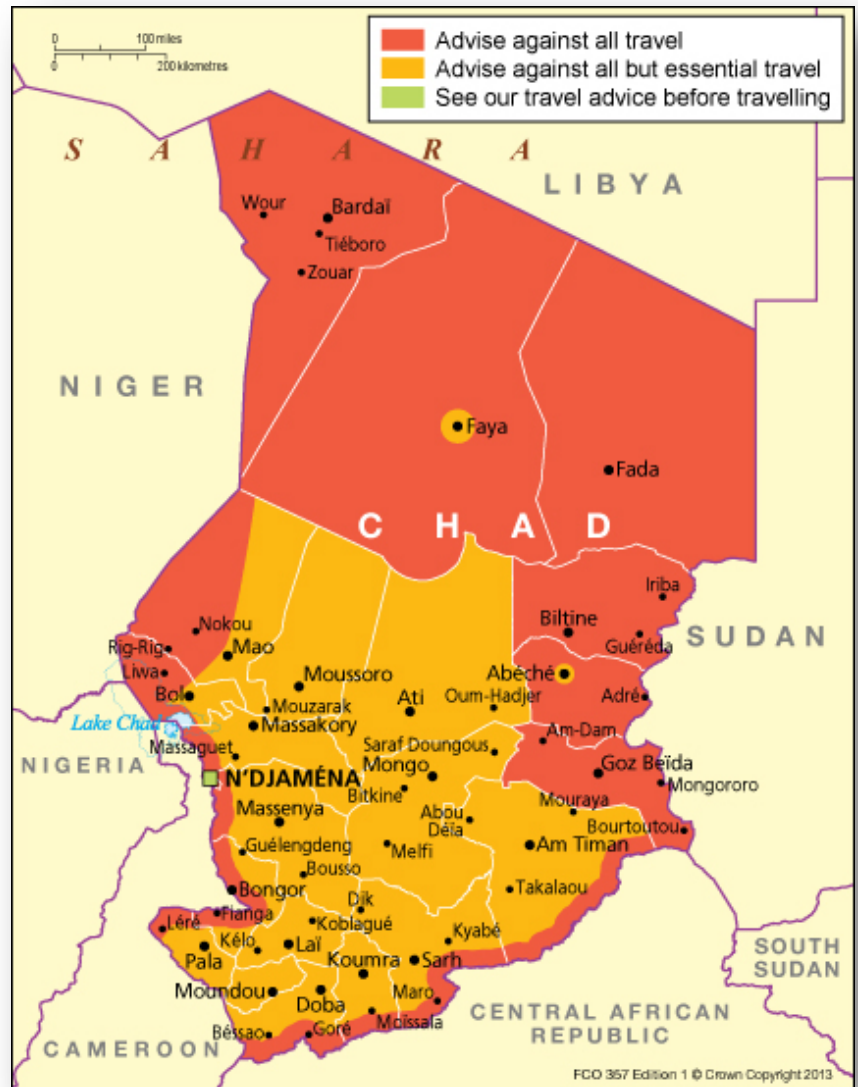 0 100 miles
0 200 kilometres
Advise against all travel
Advise against all but essential travel
See our travel advice before travelling
S A H A R A
LIBYA
Wour
Bardaï
Tiéboro
Zouar
NIGER
Faya
Fada
C H A D
Iriba
Nokou
Biltine
Guéréda
SUDAN
Rig-Rig
Mao
Liwa
Moussoro
Abéché
Bol
Ati
Oum-Hadjer
Adré
Mouzarak
Lake Chad
Massakory
Am-Dam
Massaguet
Saraf Doungous
NIGERIA
Mongo
Goz Beïda
N'DJAMÉNA
Bitkine
Mongororo
Massenya
Abou
Déïa
Mouraya
Bourtoutou
Guélengdeng
Melfi
Am Timan
Bousso
Bongor
Takalaou
Dik
Fianga
Koblagué
Léré
Kyabé
Kélo
Laï
Pala
Koumra
Sarh
SOUTH
SUDAN
Moundou
Doba
Maro
Moïssala
CENTRAL AFRICAN
REPUBLIC
Béssao
Goré
CAMEROON
FCO 357 Edition 1 © Crown Copyright 2013